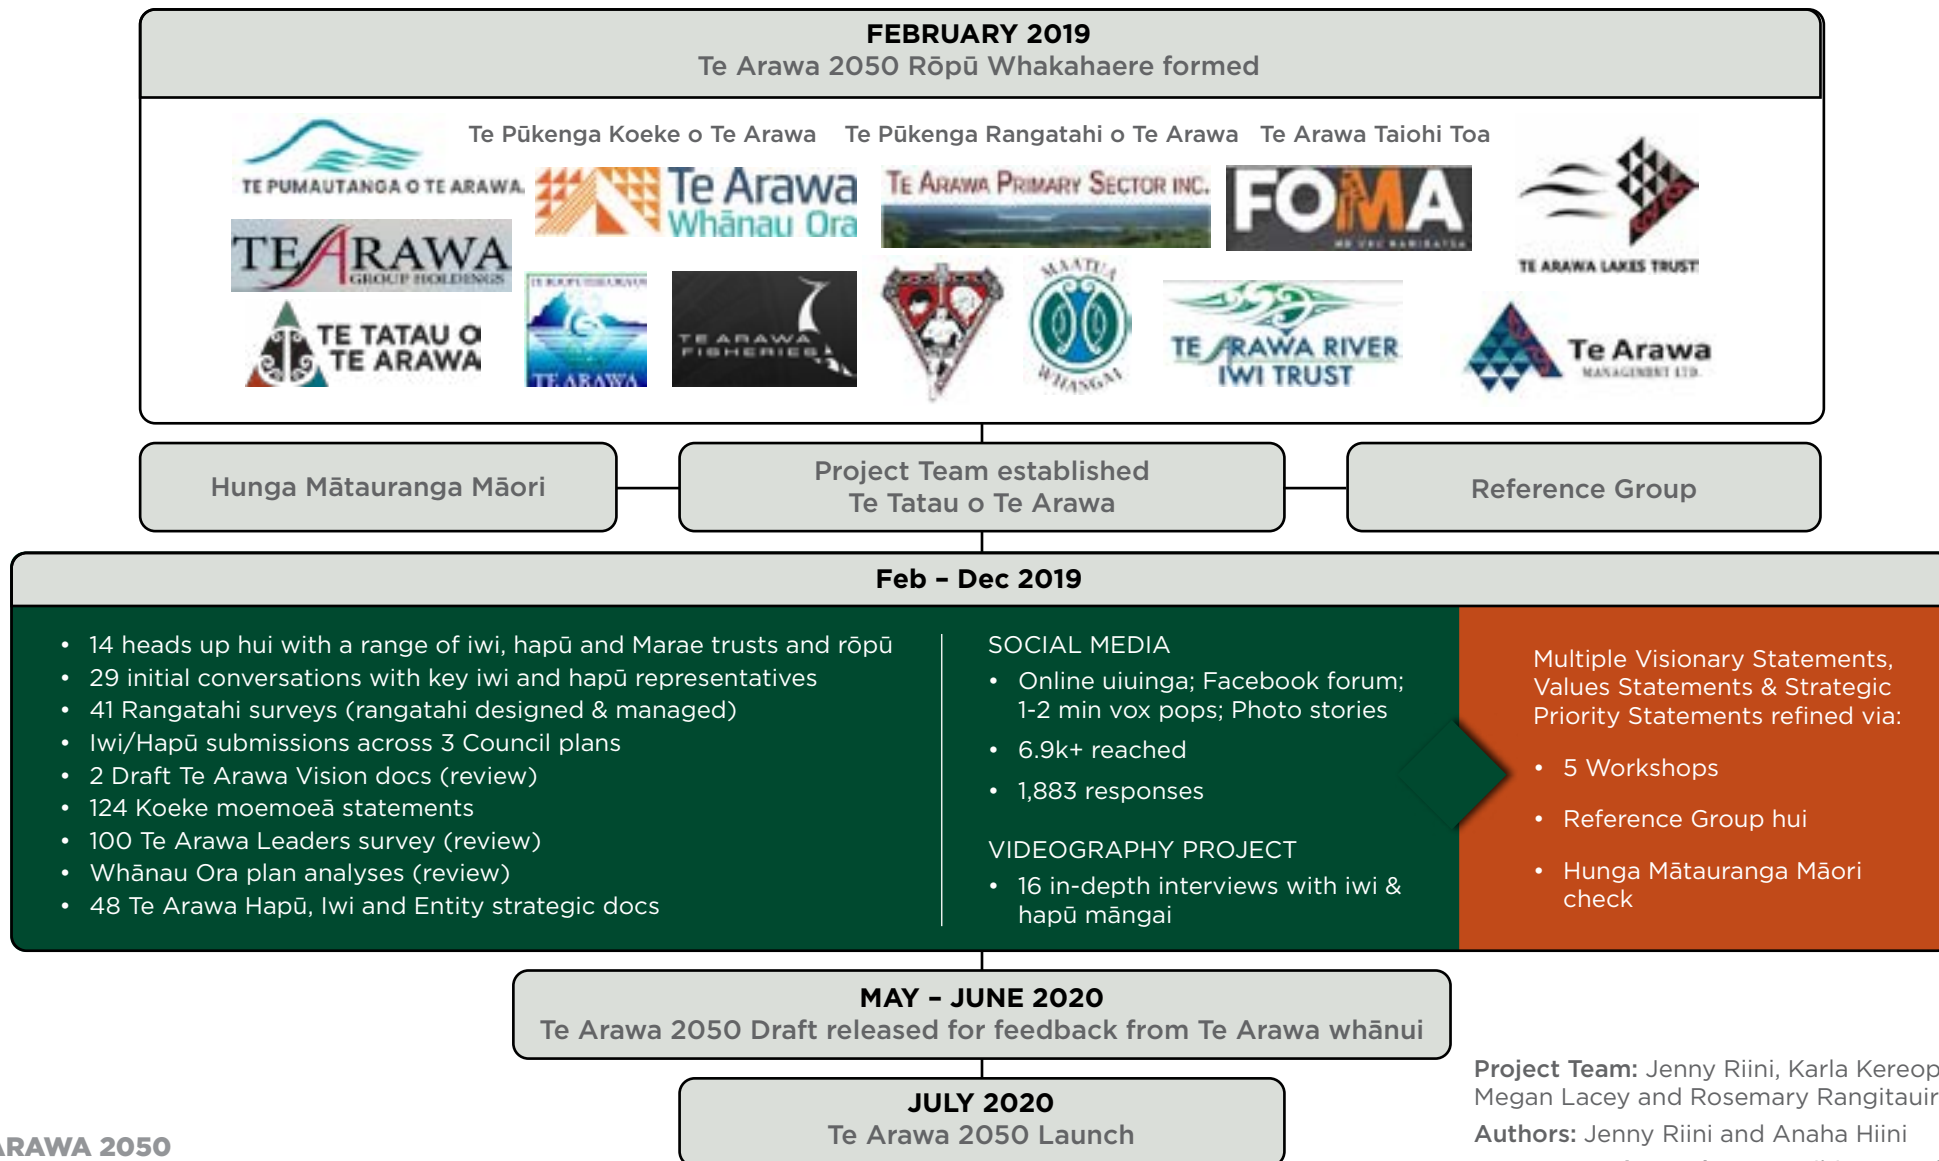 FEBRUARY 2019
Te Arawa 2050 Rōpū Whakahaere formed
Te Pūkenga Koeke o Te Arawa
Te Pūkenga Rangatahi o Te Arawa
Te Arawa Taiohi Toa
TE PUMAUTANGA O TE ARAWA
Te Arawa
Whānau Ora
TE ARAWA PRIMARY SECTOR INC.
FOMA
TE ARAWA LAKES TRUST
TE ARAWA
GROUP HOLDINGS
TE TATAU O
TE ARAWA
TE ARAWA
TE ARAWA
FISHERIES
MAATUA
WHANGAI
TE ARAWA RIVER
IWI TRUST
Te Arawa
MANAGEMENT LTD.
Hunga Mātauranga Māori
Project Team established
Te Tatau o Te Arawa
Reference Group
Feb – Dec 2019
• 14 heads up hui with a range of iwi, hapū and Marae trusts and rōpū
• 29 initial conversations with key iwi and hapū representatives
• 41 Rangatahi surveys (rangatahi designed & managed)
• Iwi/Hapū submissions across 3 Council plans
• 2 Draft Te Arawa Vision docs (review)
• 124 Koeke moemoeā statements
• 100 Te Arawa Leaders survey (review)
• Whānau Ora plan analyses (review)
• 48 Te Arawa Hapū, Iwi and Entity strategic docs
SOCIAL MEDIA
• Online uiuinga; Facebook forum;
1-2 min vox pops; Photo stories
• 6.9k+ reached
• 1,883 responses
VIDEOGRAPHY PROJECT
• 16 in-depth interviews with iwi &
hapū māngai
Multiple Visionary Statements,
Values Statements & Strategic
Priority Statements refined via:
• 5 Workshops
• Reference Group hui
• Hunga Mātauranga Māori
check
MAY – JUNE 2020
Te Arawa 2050 Draft released for feedback from Te Arawa whānui
JULY 2020
Te Arawa 2050 Launch
Project Team: Jenny Riini, Karla Kereop
Megan Lacey and Rosemary Rangitauir
Authors: Jenny Riini and Anaha Hiini
ARAWA 2050